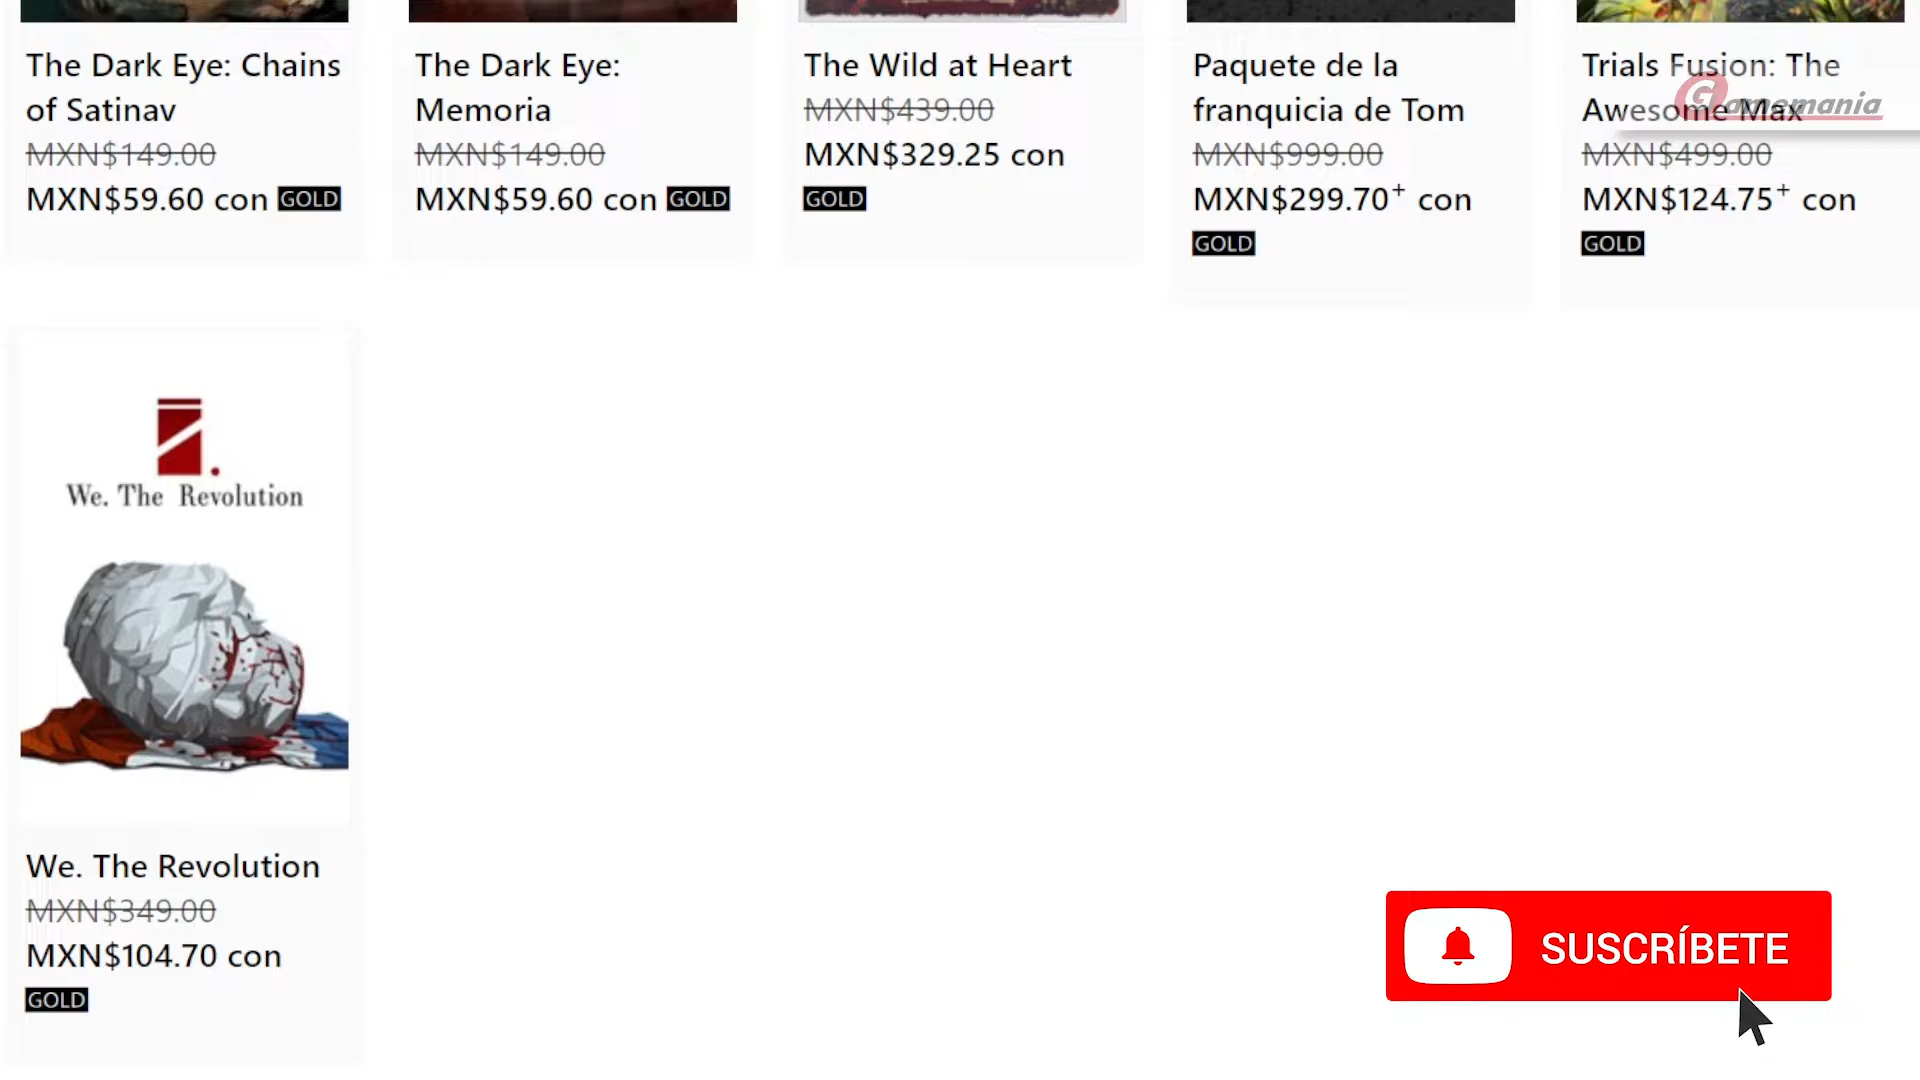 The Dark Eye: Chains
of Satinav
MXN$149.00
MXN$59.60 con GOLD
The Dark Eye:
Memoria
MXN$149.00
MXN$59.60 con GOLD
The Wild at Heart
MXN$439.00
MXN$329.25 con
GOLD
Paquete de la
franquicia de Tom
MXN$999.00
MXN$299.70+ con
GOLD
Trials Fusion: The
Awesome Max
MXN$499.00
MXN$124.75+ con
GOLD
Gamemania
We. The Revolution
We. The Revolution
MXN$349.00
MXN$104.70 con
GOLD
SUSCRÍBETE